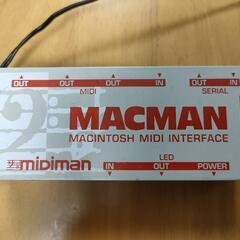 OUT OUT OUT IN OUT IN
MIDI SERIAL
MACMAN
MACINTOSH MIDI INTERFACE
midiman
LED
IN OUT POWER